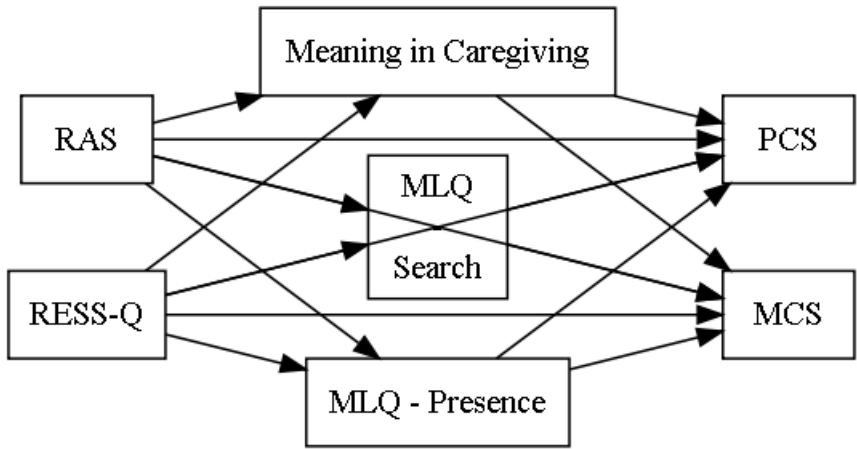 Meaning in Caregiving
RAS
PCS
MLQ
Search
RESS-Q
MCS
MLQ - Presence